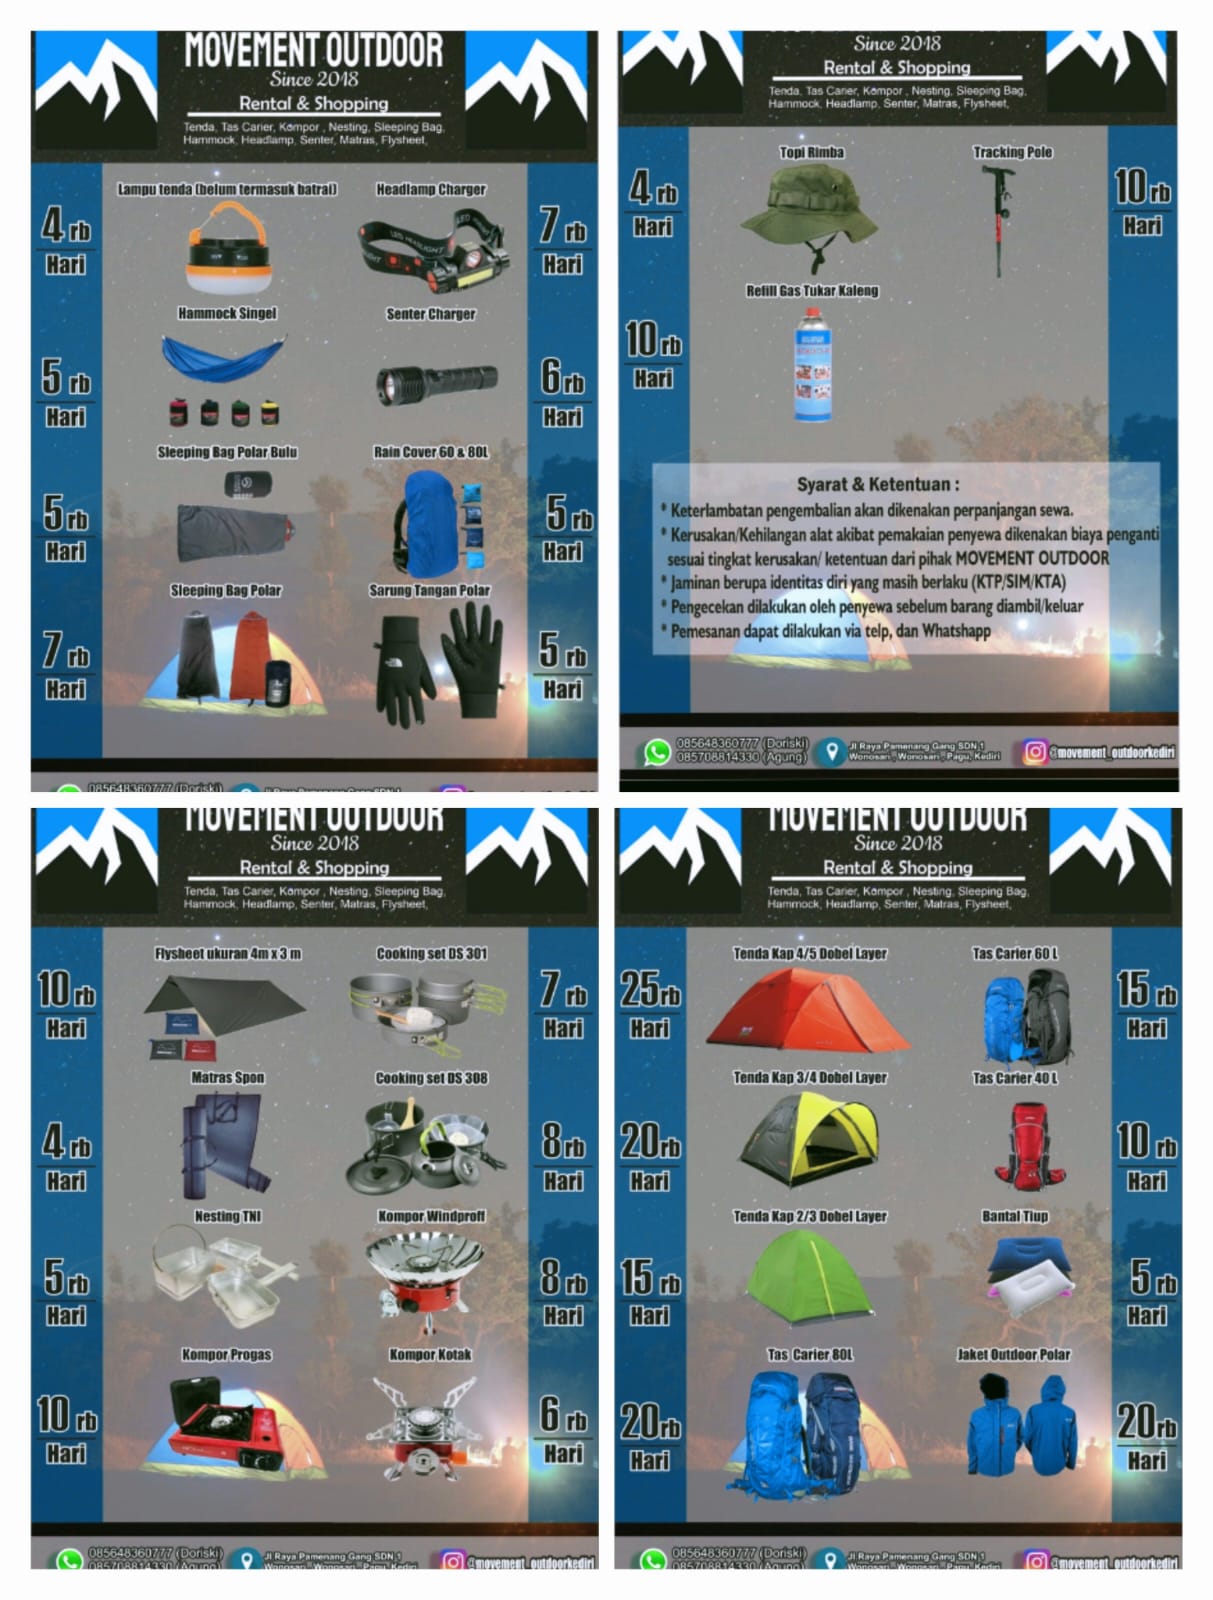 MOVEMENT OUTDOOR
Since 2018
Rental & Shopping
Tenda, Tas Carier, Kompor , Nesting, Sleeping Bag,
Hammock, Headlamp, Senter, Matras, Flysheet,
Lampu tenda (belum termasuk batrai)
4 rb
Hari
Headlamp Charger
7 rb
Hari
Hammock Singel
5 rb
Hari
Senter Charger
6 rb
Hari
Sleeping Bag Polar Bulu
5 rb
Hari
Rain Cover 60 & 80L
5 rb
Hari
Sleeping Bag Polar
7 rb
Hari
Sarung Tangan Polar
5 rb
Hari
085648360777 (Doriski)
Jl Raya Pamenang Gang SDN 1
Since 2018
Rental & Shopping
Tenda, Tas Carier, Kompor , Nesting, Sleeping Bag,
Hammock, Headlamp, Senter, Matras, Flysheet,
Topi Rimba
4 rb
Hari
Tracking Pole
10 rb
Hari
Refill Gas Tukar Kaleng
10 rb
Hari
Syarat & Ketentuan :
* Keterlambatan pengembalian akan dikenakan perpanjangan sewa.
* Kerusakan/Kehilangan alat akibat pemakaian penyewa dikenakan biaya penganti
sesuai tingkat kerusakan/ ketentuan dari pihak MOVEMENT OUTDOOR
* Jaminan berupa identitas diri yang masih berlaku (KTP/SIM/KTA)
* Pengecekan dilakukan oleh penyewa sebelum barang diambil/keluar
* Pemesanan dapat dilakukan via telp, dan Whatshapp
085648360777 (Doriski)
085708814330 (Agung)
Jl Raya Pamenang Gang SDN 1
Wonosari , Wonosari , Pagu, Kediri
@movement_outdoorkediri
MOVEMENT OUTDOOR
Since 2018
Rental & Shopping
Tenda, Tas Carier, Kompor , Nesting, Sleeping Bag,
Hammock, Headlamp, Senter, Matras, Flysheet,
Flysheet ukuran 4m x 3 m
10 rb
Hari
Cooking set DS 301
7 rb
Hari
Matras Spon
4 rb
Hari
Cooking set DS 308
8 rb
Hari
Nesting TNI
5 rb
Hari
Kompor Windproff
8 rb
Hari
Kompor Progas
10 rb
Hari
Kompor Kotak
6 rb
Hari
085648360777 (Doriski)
085708814330 (Agung)
Jl Raya Pamenang Gang SDN 1
Wonosari , Wonosari , Pagu, Kediri
@movement_outdoorkediri
MOVEMENT OUTDOOR
Since 2018
Rental & Shopping
Tenda, Tas Carier, Kompor , Nesting, Sleeping Bag,
Hammock, Headlamp, Senter, Matras, Flysheet,
Tenda Kap 4/5 Dobel Layer
25 rb
Hari
Tas Carier 60 L
15 rb
Hari
Tenda Kap 3/4 Dobel Layer
20 rb
Hari
Tas Carier 40 L
10 rb
Hari
Tenda Kap 2/3 Dobel Layer
15 rb
Hari
Bantal Tiup
5 rb
Hari
Tas Carier 80L
20 rb
Hari
Jaket Outdoor Polar
20 rb
Hari
085648360777 (Doriski)
085708814330 (Agung)
Jl Raya Pamenang Gang SDN 1
Wonosari , Wonosari , Pagu, Kediri
@movement_outdoorkediri